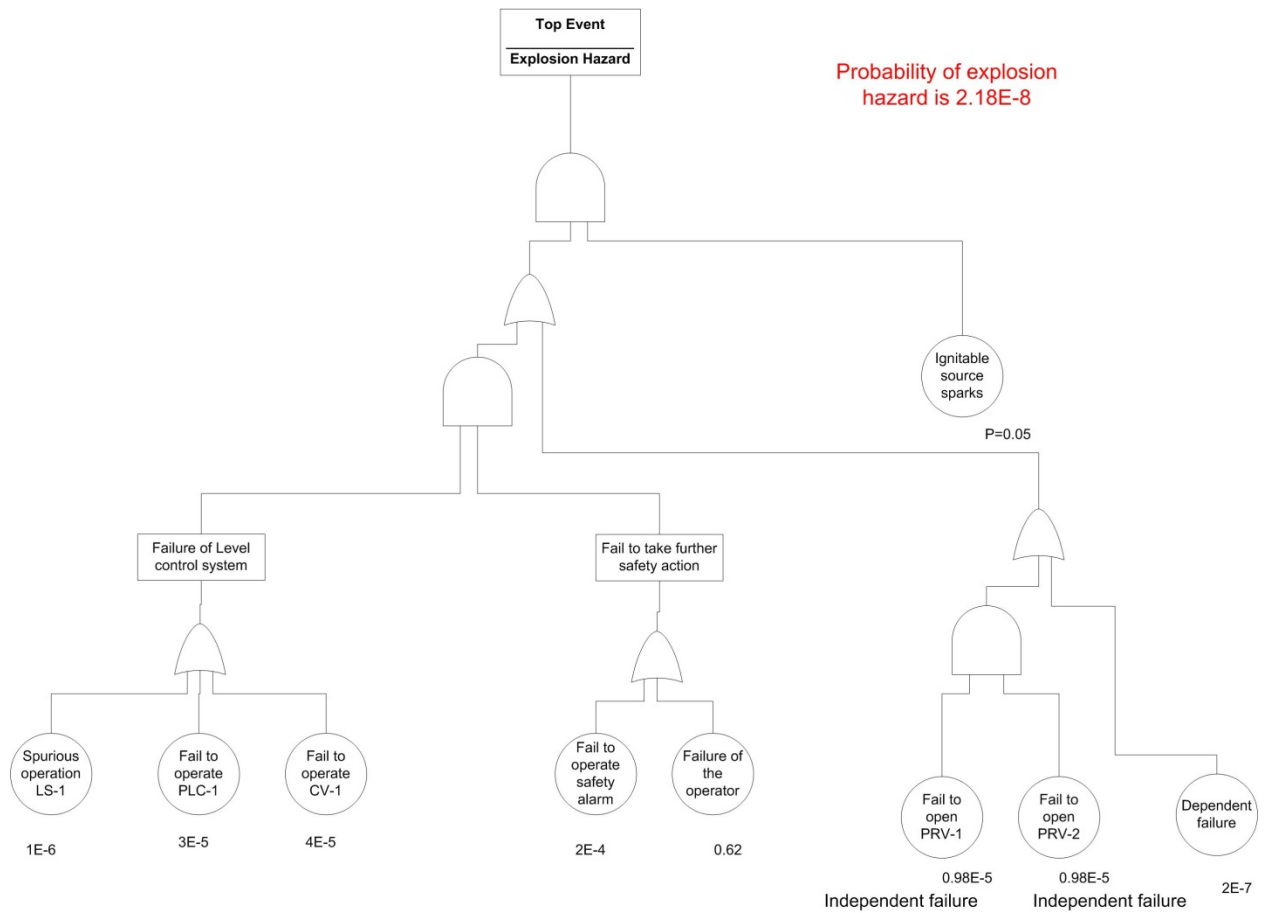 Top Event
Explosion Hazard
Probability of explosion
hazard is 2.18E-8
Ignitable
source
sparks
P=0.05
Failure of Level
control system
Fail to take further
safety action
Spurious
operation
LS-1
1E-6
Fail to
operate
PLC-1
3E-5
Fail to
operate
CV-1
4E-5
Fail to
operate
safety
alarm
2E-4
Failure of
the
operator
0.62
Fail to
open
PRV-1
0.98E-5
Independent failure
Fail to
open
PRV-2
0.98E-5
Independent failure
Dependent
failure
2E-7